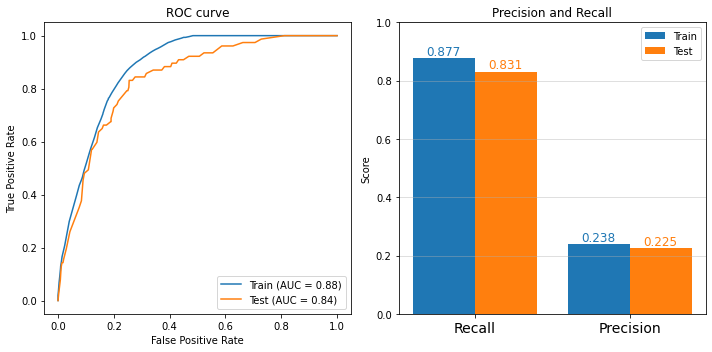 ROC curve
True Positive Rate
1.0
0.8
0.6
0.4
0.2
0.0
0.0 0.2 0.4 0.6 0.8 1.0
False Positive Rate
Train (AUC = 0.88)
Test (AUC = 0.84)
Precision and Recall
Score
1.0
0.8
0.6
0.4
0.2
0.0
0.877
0.831
0.238
0.225
Recall Precision
Train
Test